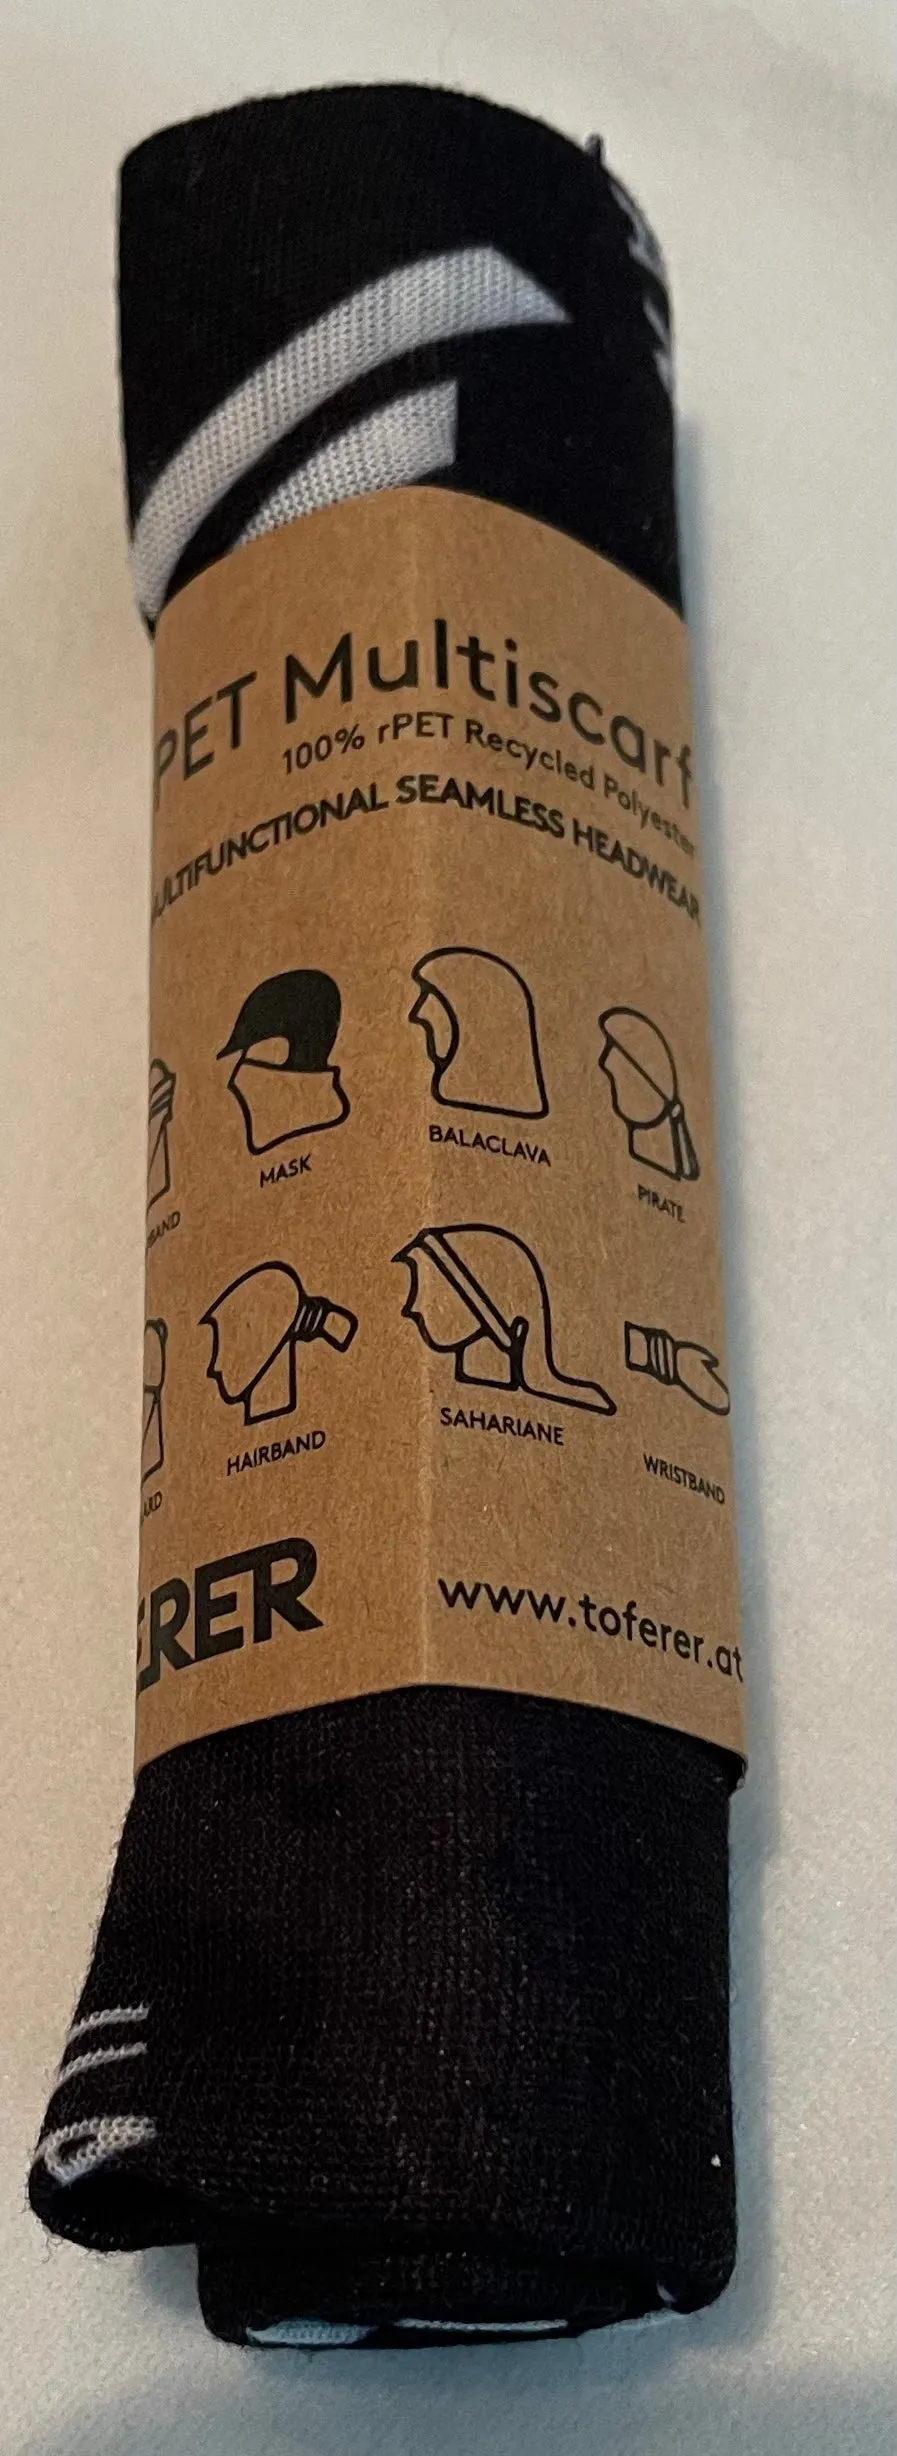 PET Multiscarf
100% rPET Recycled Polyester
MULTIFUNCTIONAL SEAMLESS HEADWEAR
MASK
BALACLAVA
PIRATE
HAIRBAND
SAHARIANE
WRISTBAND
ERER
www.toferer.at